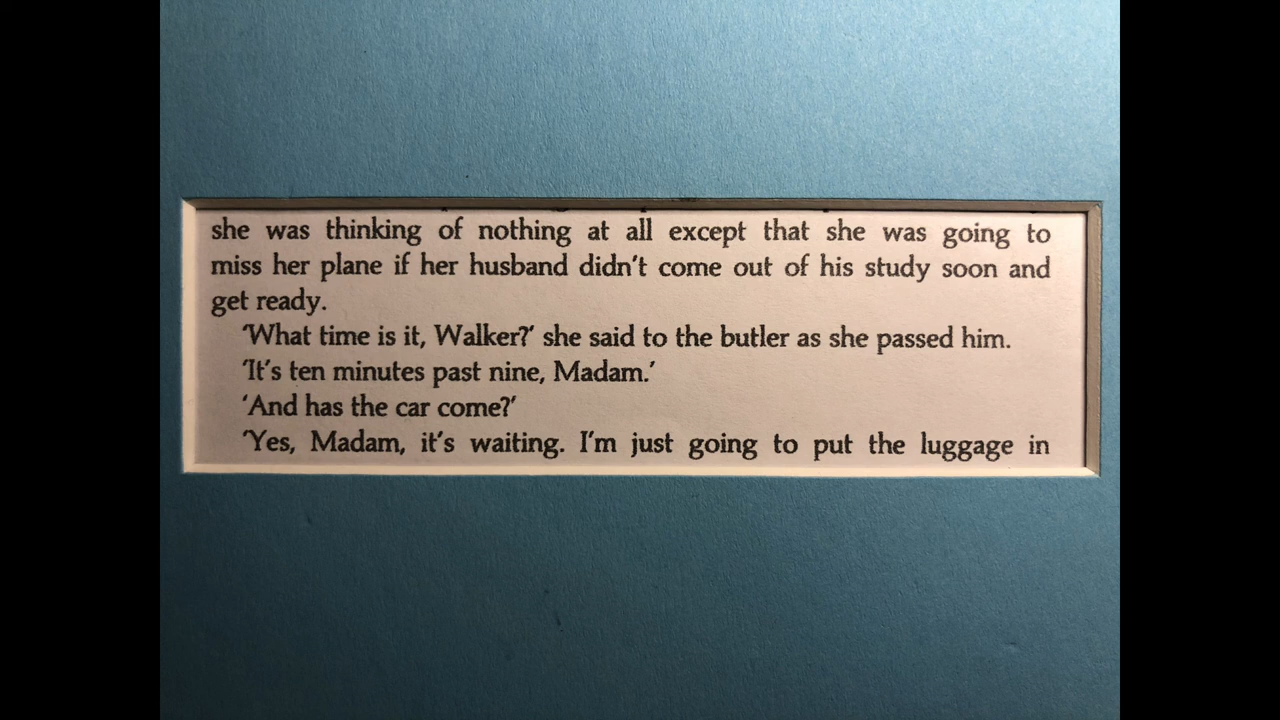 she was thinking of nothing at all except that she was going to
miss her plane if her husband didn't come out of his study soon and
get ready.
'What time is it, Walker?' she said to the butler as she passed him.
'It's ten minutes past nine, Madam.'
'And has the car come?'
'Yes, Madam, it's waiting. I'm just going to put the luggage in